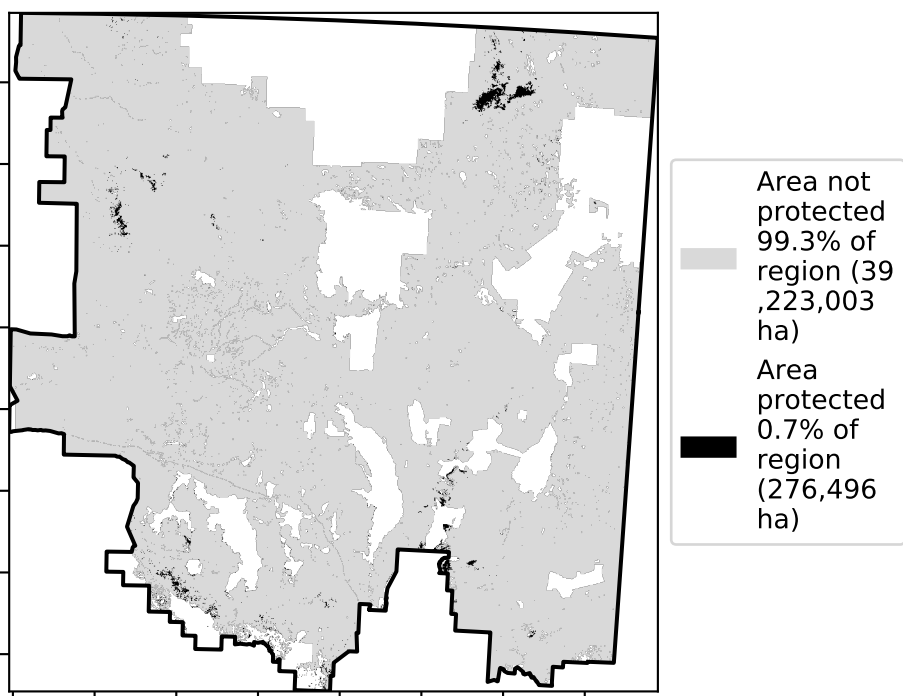 Area not
protected
99.3% of
region (39
,223,003
ha)
Area
protected
0.7% of
region
(276,496
ha)